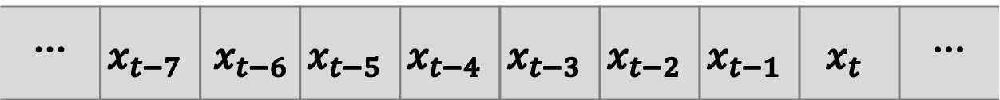 ... x_{t−7} x_{t−6} x_{t−5} x_{t−4} x_{t−3} x_{t−2} x_{t−1} x_t ...